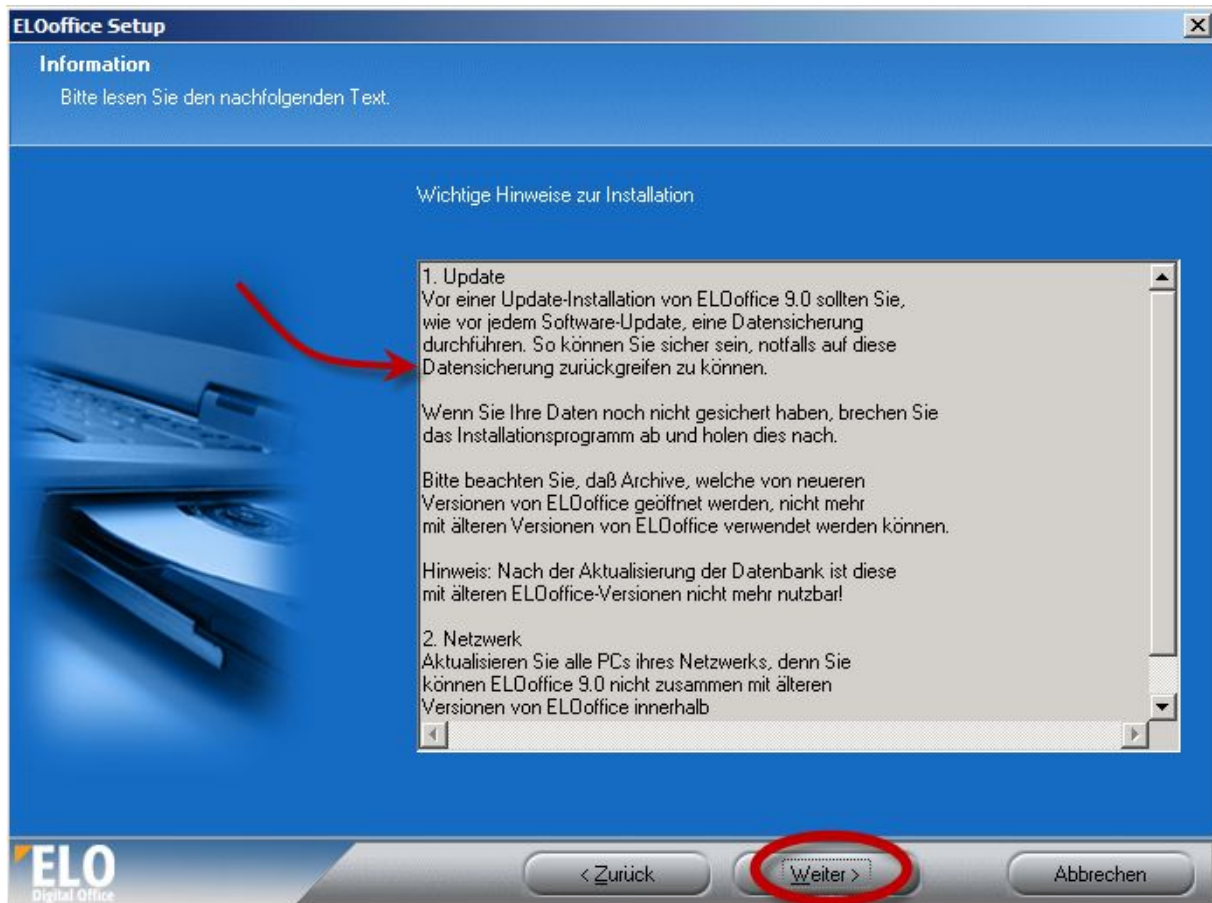 ELOoffice Setup
Information
Bitte lesen Sie den nachfolgenden Text.
Wichtige Hinweise zur Installation
1. Update
Vor einer Update-Installation von ELOoffice 9.0 sollten Sie,
wie vor jedem Software-Update, eine Datensicherung
durchführen. So können Sie sicher sein, notfalls auf diese
Datensicherung zurückgreifen zu können.
Wenn Sie Ihre Daten noch nicht gesichert haben, brechen Sie
das Installationsprogramm ab und holen dies nach.
Bitte beachten Sie, daß Archive, welche von neueren
Versionen von ELOoffice geöffnet werden, nicht mehr
mit älteren Versionen von ELOoffice verwendet werden können.
Hinweis: Nach der Aktualisierung der Datenbank ist diese
mit älteren ELOoffice-Versionen nicht mehr nutzbar!
2. Netzwerk
Aktualisieren Sie alle PCs ihres Netzwerks, denn Sie
können ELOoffice 9.0 nicht zusammen mit älteren
Versionen von ELOoffice innerhalb
ELO
Digital Office
< Zurück
Weiter >
Abbrechen